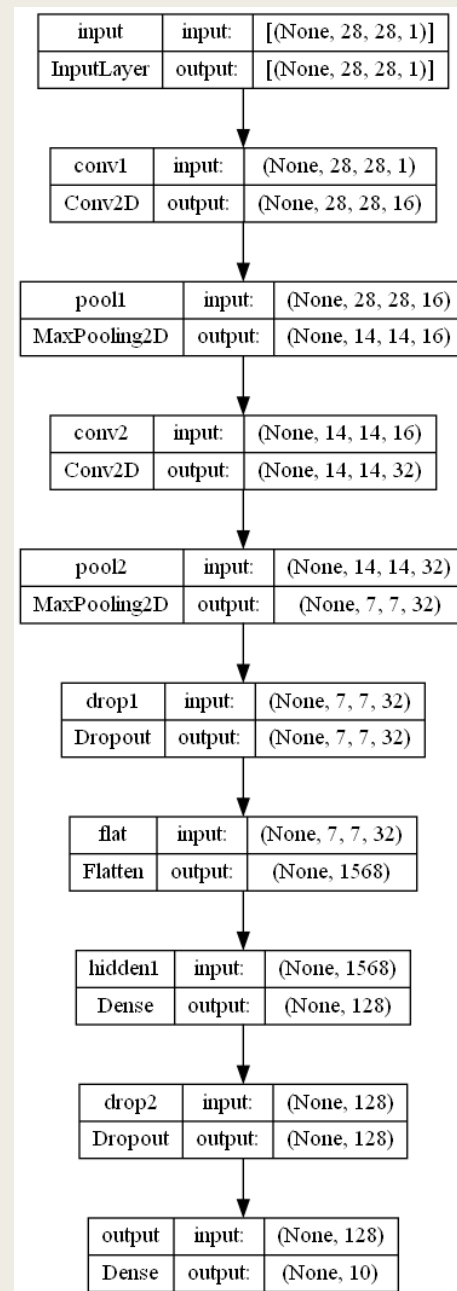 input input: [(None, 28, 28, 1)]
InputLayer output: [(None, 28, 28, 1)]
conv1 input: (None, 28, 28, 1)
Conv2D output: (None, 28, 28, 16)
pool1 input: (None, 28, 28, 16)
MaxPooling2D output: (None, 14, 14, 16)
conv2 input: (None, 14, 14, 16)
Conv2D output: (None, 14, 14, 32)
pool2 input: (None, 14, 14, 32)
MaxPooling2D output: (None, 7, 7, 32)
drop1 input: (None, 7, 7, 32)
Dropout output: (None, 7, 7, 32)
flat input: (None, 7, 7, 32)
Flatten output: (None, 1568)
hidden1 input: (None, 1568)
Dense output: (None, 128)
drop2 input: (None, 128)
Dropout output: (None, 128)
output input: (None, 128)
Dense output: (None, 10)